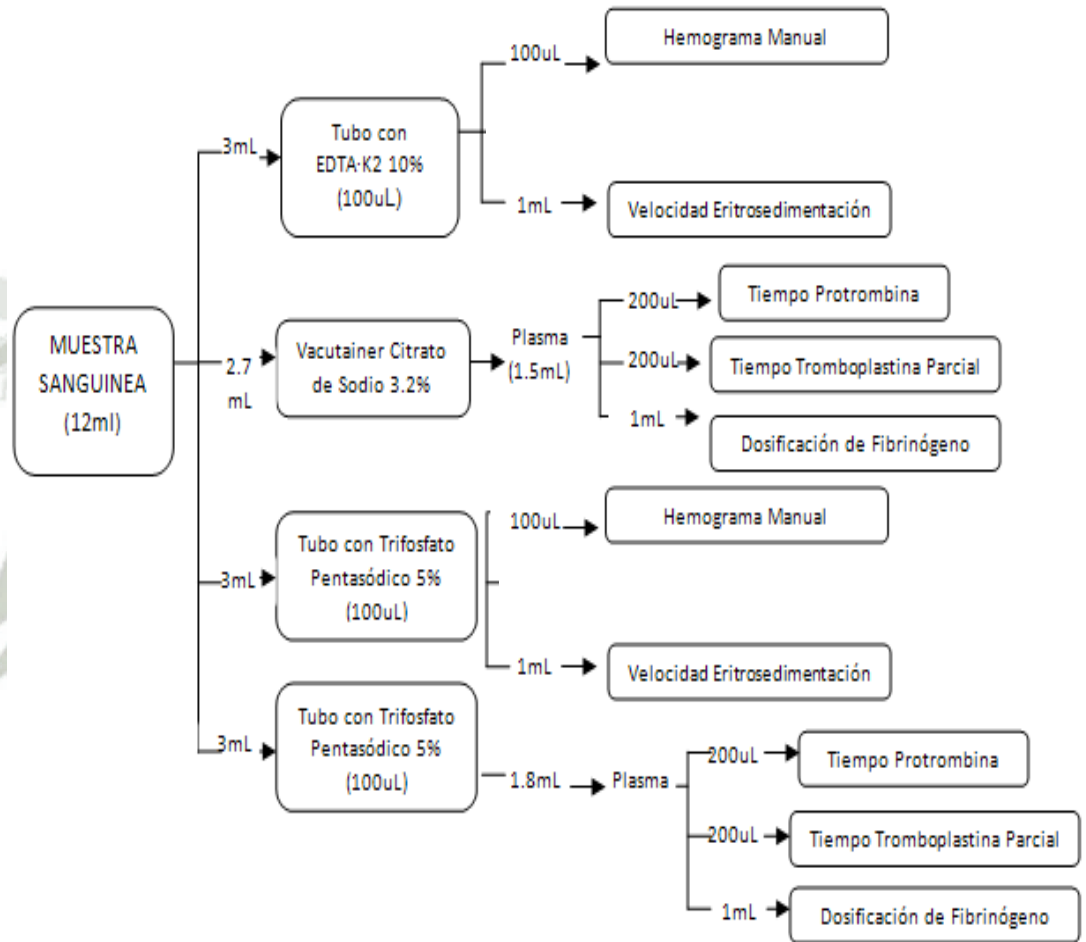 MUESTRA
SANGUINEA
(12ml)
3mL
Tubo con
EDTA·K2 10%
(100uL)
100uL
Hemograma Manual
1mL
Velocidad Eritrosedimentación
2.7
mL
Vacutainer Citrato
de Sodio 3.2%
Plasma
(1.5mL)
200uL
Tiempo Protrombina
200uL
Tiempo Tromboplastina Parcial
1mL
Dosificación de Fibrinógeno
3mL
Tubo con Trifosfato
Pentasódico 5%
(100uL)
100uL
Hemograma Manual
1mL
Velocidad Eritrosedimentación
3mL
Tubo con Trifosfato
Pentasódico 5%
(100uL)
1.8mL
Plasma
200uL
Tiempo Protrombina
200uL
Tiempo Tromboplastina Parcial
1mL
Dosificación de Fibrinógeno